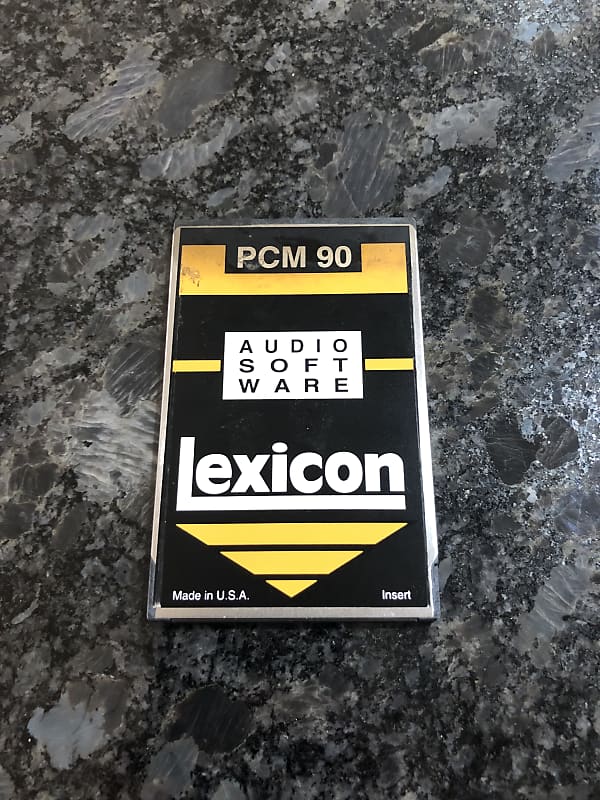 PCM 90
AUDIO
SOFT
WARE
Lexicon
Made in U.S.A. Insert